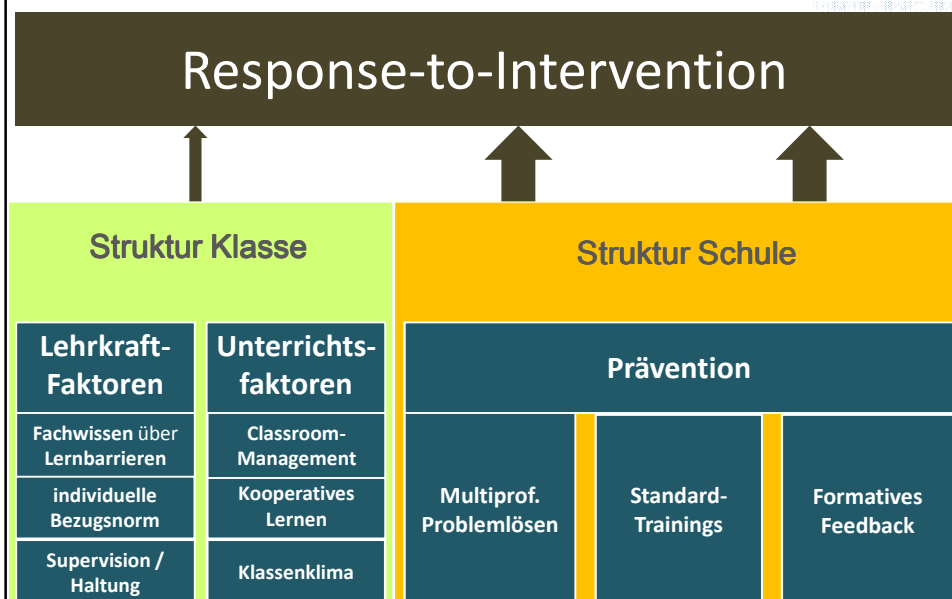 Response-to-Intervention
Struktur Klasse
Struktur Schule
Lehrkraft-
Faktoren
Unterrichts-
faktoren
Prävention
Fachwissen über
Lernbarrieren
Classroom-
Management
individuelle
Bezugsnorm
Kooperatives
Lernen
Supervision /
Haltung
Klassenklima
Multiprof.
Problemlösen
Standard-
Trainings
Formatives
Feedback